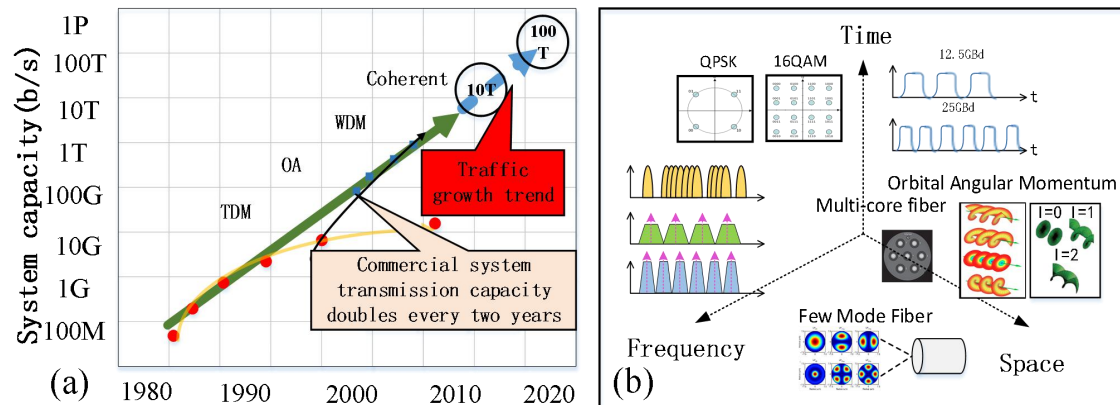 System capacity(b/s)
1P
100T
10T
1T
100G
10G
1G
100M
1980
1990
2000
2010
2020
TDM
OA
WDM
Coherent
10T
100
T
Traffic
growth trend
Commercial system
transmission capacity
doubles every two years
(a)
Time
QPSK
16QAM
12.5GBd
t
25GBd
t
Orbital Angular Momentum
Multi-core fiber
l=0
l=1
l=2
Few Mode Fiber
Frequency
Space
(b)